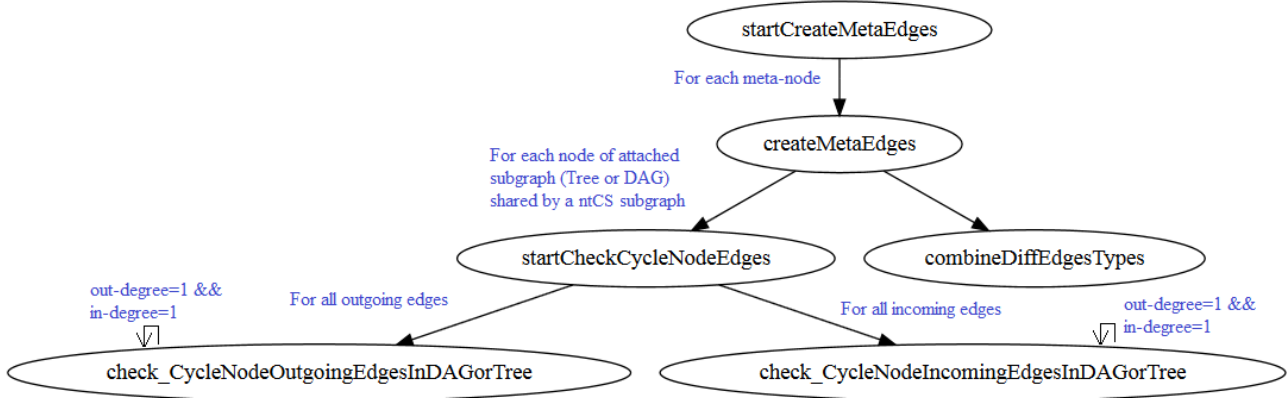 startCreateMetaEdges
For each meta-node
createMetaEdges
For each node of attached
subgraph (Tree or DAG)
shared by a ntCS subgraph
startCheckCycleNodeEdges
combineDiffEdgesTypes
out-degree=1 &&
in-degree=1
For all outgoing edges
For all incoming edges
out-degree=1 &&
in-degree=1
check_CycleNodeOutgoingEdgesInDAGorTree
check_CycleNodeIncomingEdgesInDAGorTree